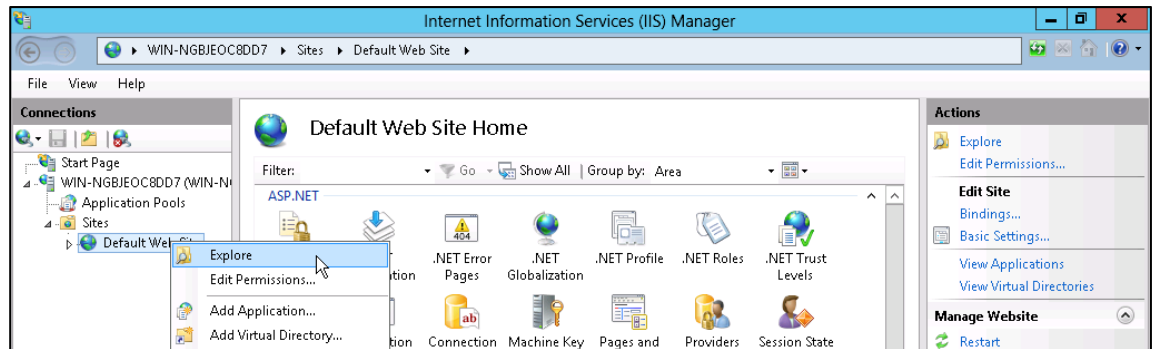 Internet Information Services (IIS) Manager
WIN-NGBJEOC8DD7 Sites Default Web Site
File View Help
Connections
Start Page
WIN-NGBJEOC8DD7 (WIN-N
Application Pools
Sites
Default Web
Explore
Edit Permissions...
Add Application...
Add Virtual Directory...
Default Web Site Home
Filter: Go Show All Group by: Area
ASP.NET
.NET Error Pages
.NET Globalization
.NET Profile
.NET Roles
.NET Trust Levels
404
ab
Connection
Machine Key
Pages and
Providers
Session State
Actions
Explore
Edit Permissions...
Edit Site
Bindings...
Basic Settings...
View Applications
View Virtual Directories
Manage Website
Restart